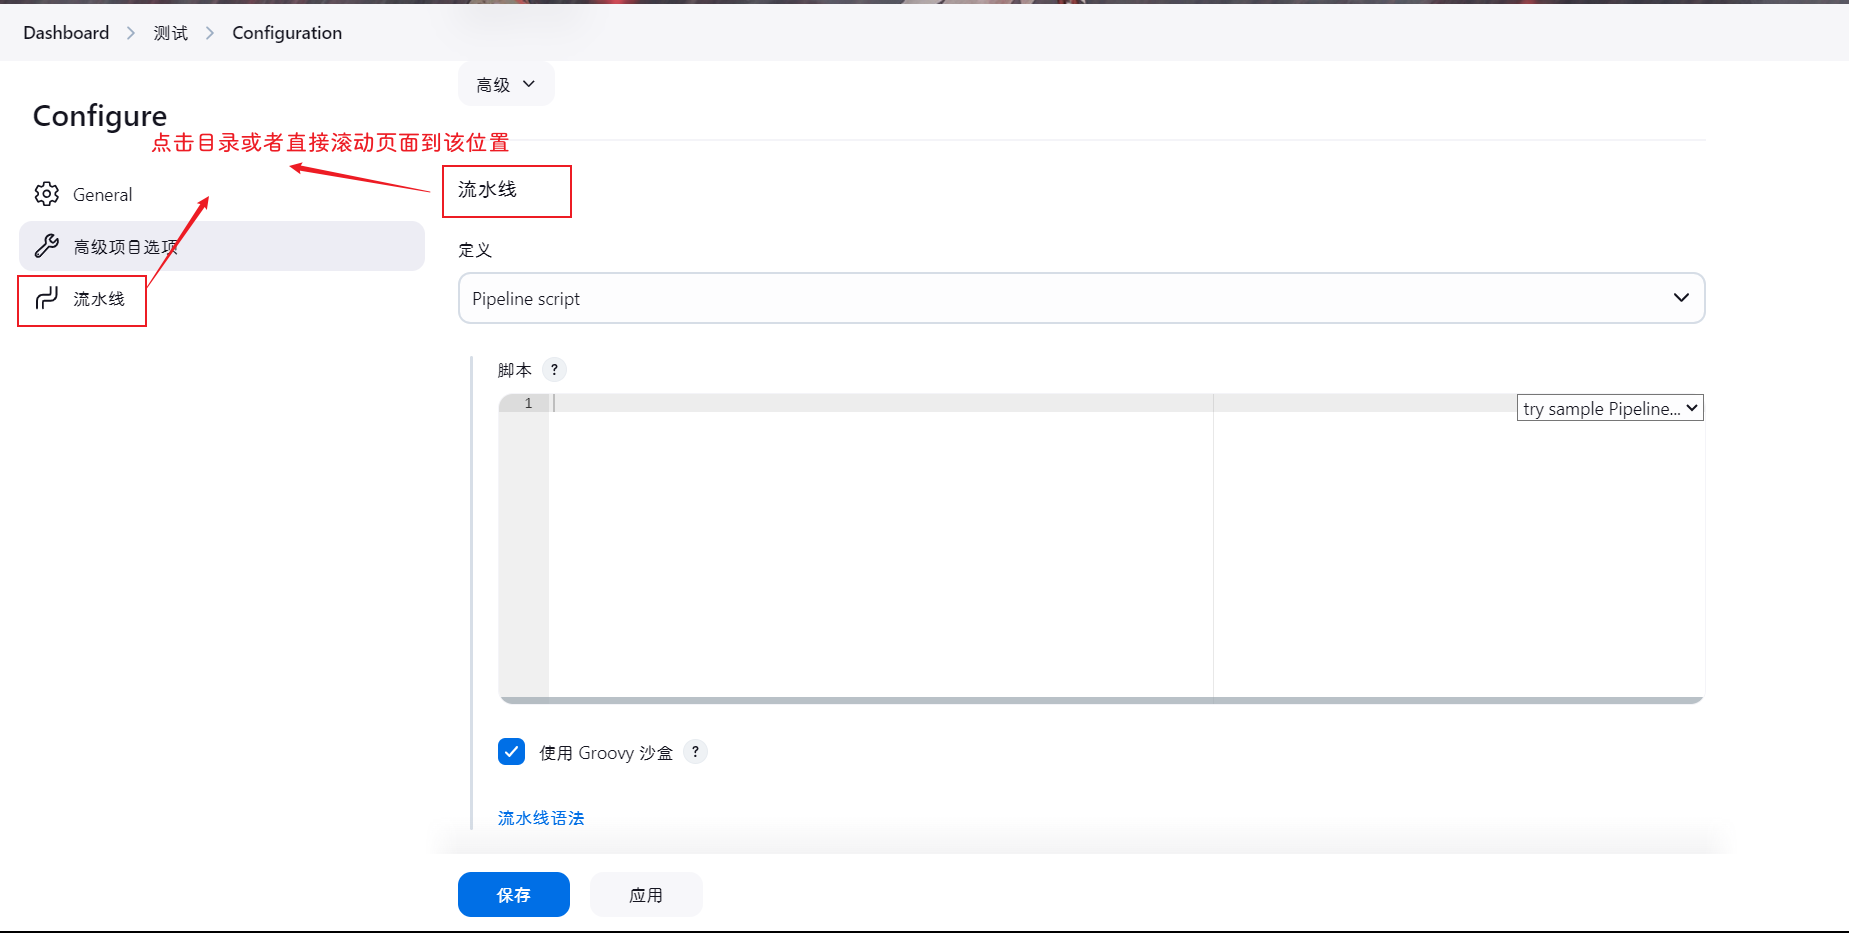 Dashboard > 测试 > Configuration
高级
Configure
点击目录或者直接滚动页面到该位置
General
高级项目选项
流水线
流水线
定义
Pipeline script
脚本 ?
1
try sample Pipeline...
使用 Groovy 沙盒 ?
流水线语法
保存 应用